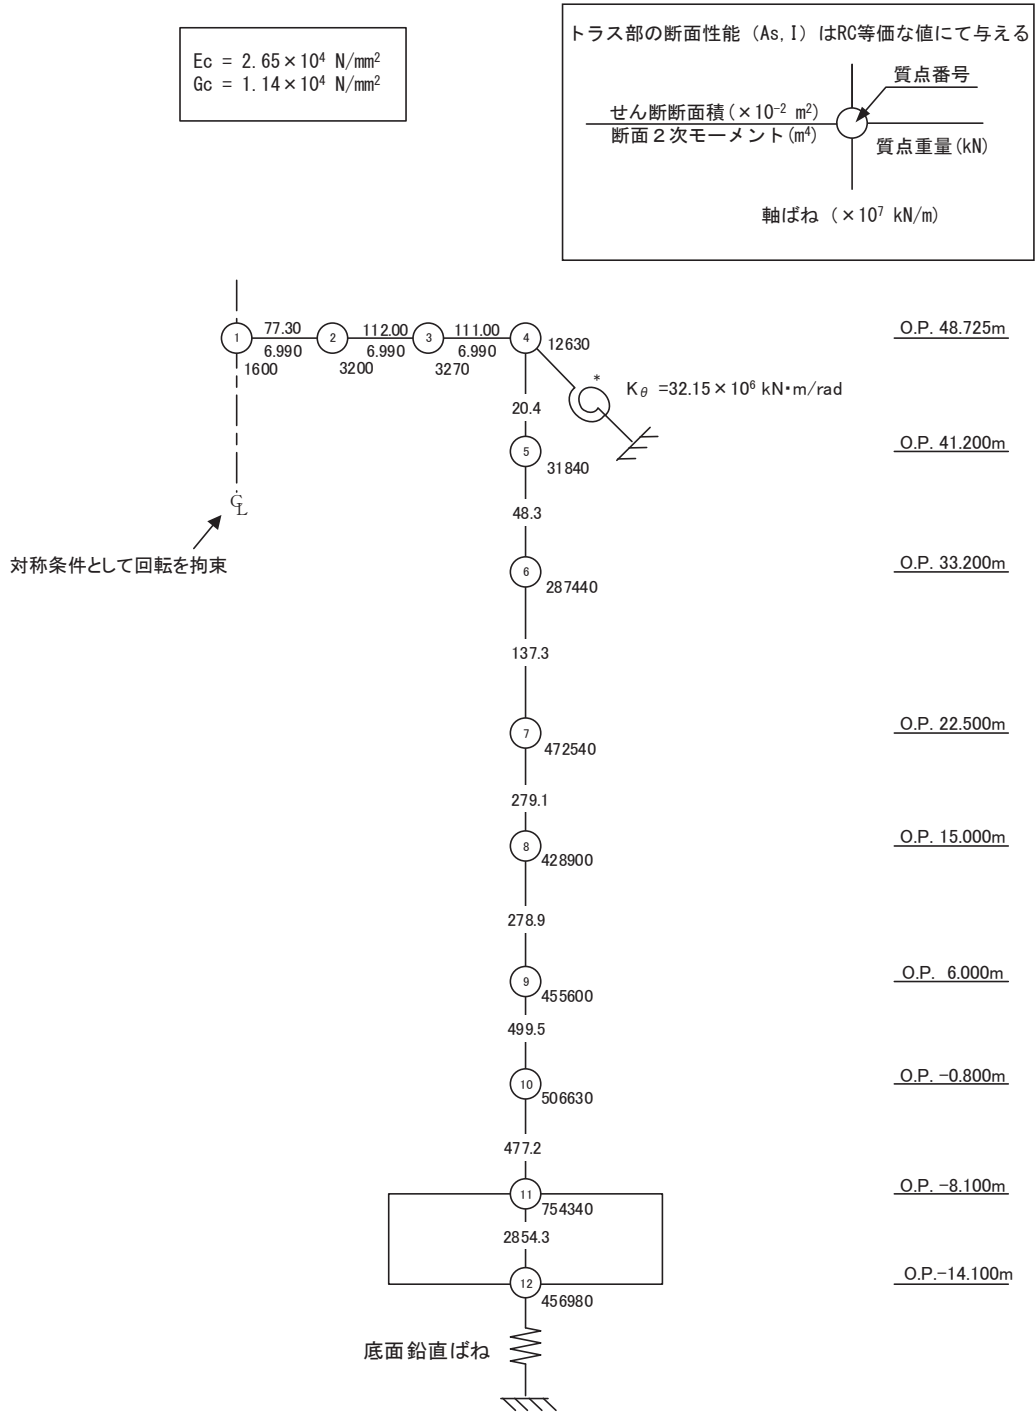 Ec = 2.65×10⁴ N/mm²
Gc = 1.14×10⁴ N/mm²
トラス部の断面性能（As,I）はRC等価な値にて与える
質点番号
せん断断面積(×10⁻² m²)
断面２次モーメント(m⁴)
質点重量(kN)
軸ばね（×10⁷ kN/m)
1 77.30 2 112.00 3 111.00 4 O.P. 48.725m
6.990 6.990 6.990 12630
1600 3200 3270
* Kθ =32.15×10⁶ kN・m/rad
20.4
5 O.P. 41.200m
31840
C̵L
48.3
対称条件として回転を拘束
6 O.P. 33.200m
287440
137.3
7 O.P. 22.500m
472540
279.1
8 O.P. 15.000m
428900
278.9
9 O.P. 6.000m
455600
499.5
10 O.P. -0.800m
506630
477.2
11 O.P. -8.100m
754340
2854.3
12 O.P.-14.100m
456980
底面鉛直ばね